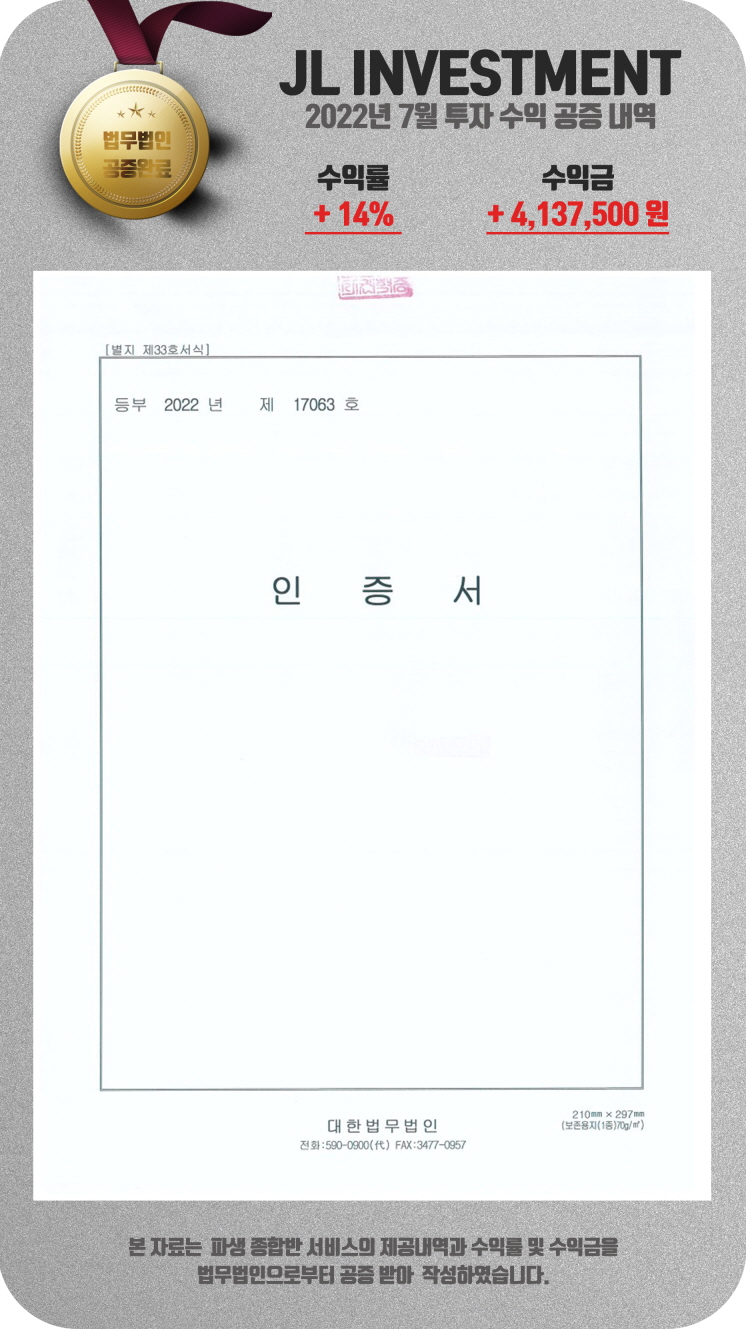 JL INVESTMENT
2022년 7월 투자 수익 공증 내역
법무법인
공증완료
수익률
수익금
+ 14%
+ 4,137,500 원
[별지 제33호서식]
등부 2022 년 제 17063 호
인 증 서
210mm × 297mm
(보존용지(1종)70g/㎡)
대한법무법인
전화:590-0900(代) FAX:3477-0957
본 자료는 파생 종합반 서비스의 제공내역과 수익률 및 수익금을
법무법인으로부터 공증 받아 작성하였습니다.